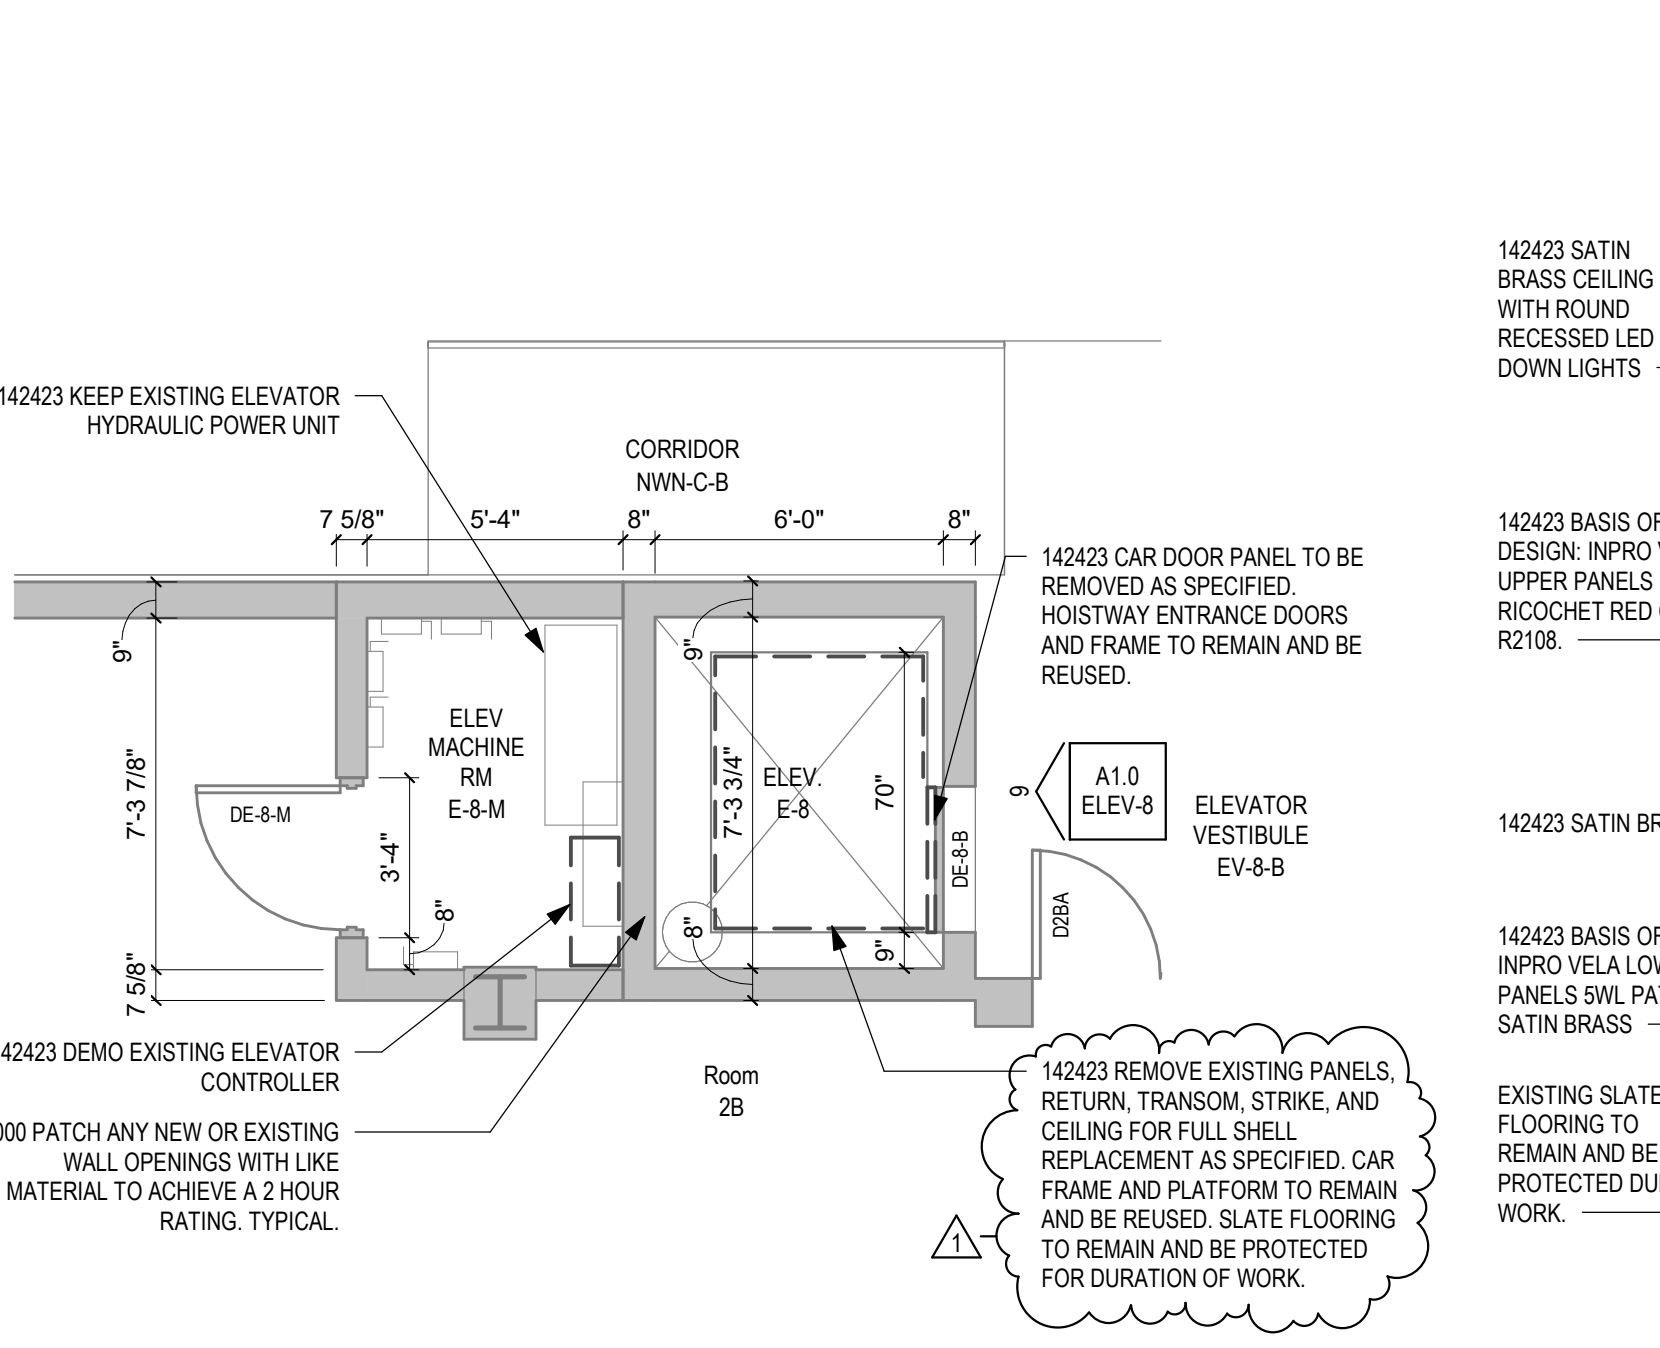 142423 KEEP EXISTING ELEVATOR
HYDRAULIC POWER UNIT
CORRIDOR
NWN-C-B
7 5/8"
5'-4"
8"
6'-0"
8"
142423 CAR DOOR PANEL TO BE
REMOVED AS SPECIFIED.
HOISTWAY ENTRANCE DOORS
AND FRAME TO REMAIN AND BE
REUSED.
9"
7'-3 7/8"
7 5/8"
DE-8-M
ELEV
MACHINE
RM
E-8-M
3'-4"
8"
9"
7'-3 3/4"
8"
ELEV.
E-8
70"
9"
DE-8-B
9
A1.0
ELEV-8
ELEVATOR
VESTIBULE
EV-8-B
D2BA
42423 DEMO EXISTING ELEVATOR
CONTROLLER
000 PATCH ANY NEW OR EXISTING
WALL OPENINGS WITH LIKE
MATERIAL TO ACHIEVE A 2 HOUR
RATING. TYPICAL.
Room
2B
142423 REMOVE EXISTING PANELS,
RETURN, TRANSOM, STRIKE, AND
CEILING FOR FULL SHELL
REPLACEMENT AS SPECIFIED. CAR
FRAME AND PLATFORM TO REMAIN
AND BE REUSED. SLATE FLOORING
TO REMAIN AND BE PROTECTED
FOR DURATION OF WORK.
1
142423 SATIN
BRASS CEILING
WITH ROUND
RECESSED LED
DOWN LIGHTS
142423 BASIS OF
DESIGN: INPRO
UPPER PANELS
RICOCHET RED
R2108.
142423 SATIN BR
142423 BASIS OF
INPRO VELA LOW
PANELS 5WL PAT
SATIN BRASS
EXISTING SLATE
FLOORING TO
REMAIN AND BE
PROTECTED DU
WORK.